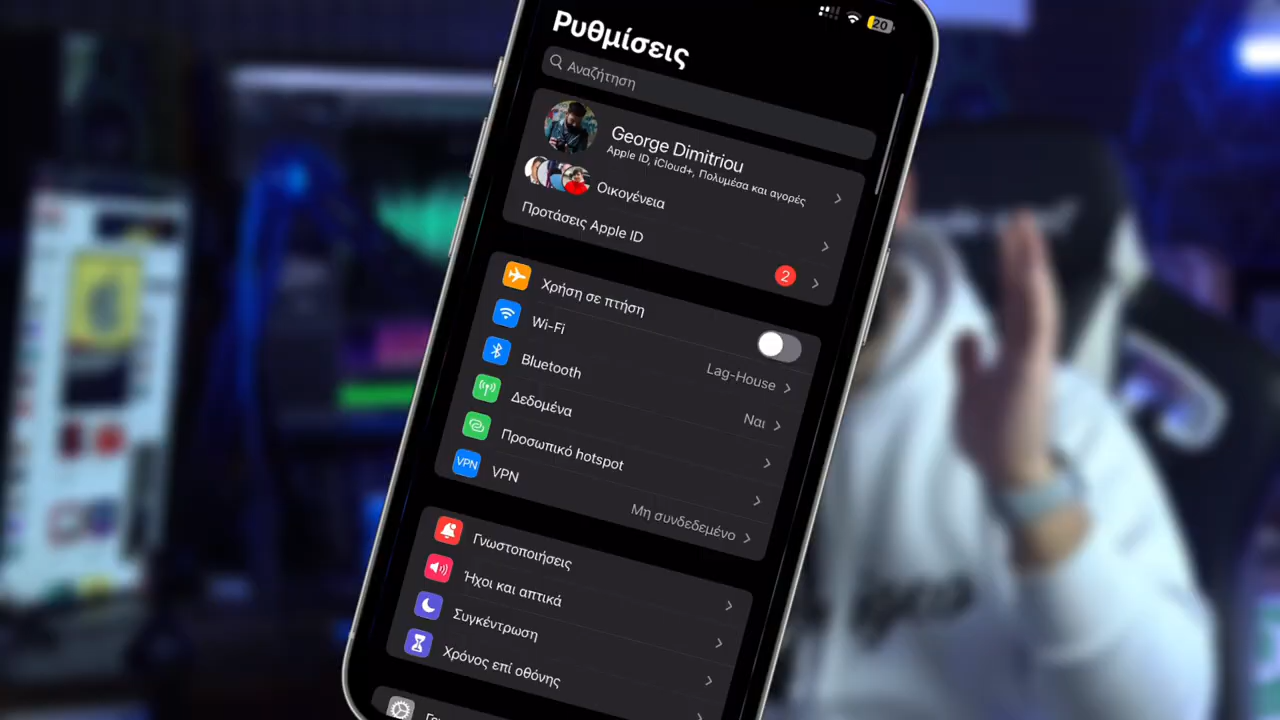 20
Ρυθμίσεις
Αναζήτηση
George Dimitriou
Apple ID, iCloud+, Πολυμέσα και αγορές
Οικογένεια
Προτάσεις Apple ID
2
Χρήση σε πτήση
Wi-Fi
Lag-House
Bluetooth
Ναι
Δεδομένα
Προσωπικό hotspot
VPN
VPN
Μη συνδεδεμένο
Γνωστοποιήσεις
Ήχοι και απτικά
Συγκέντρωση
Χρόνος επί οθόνης